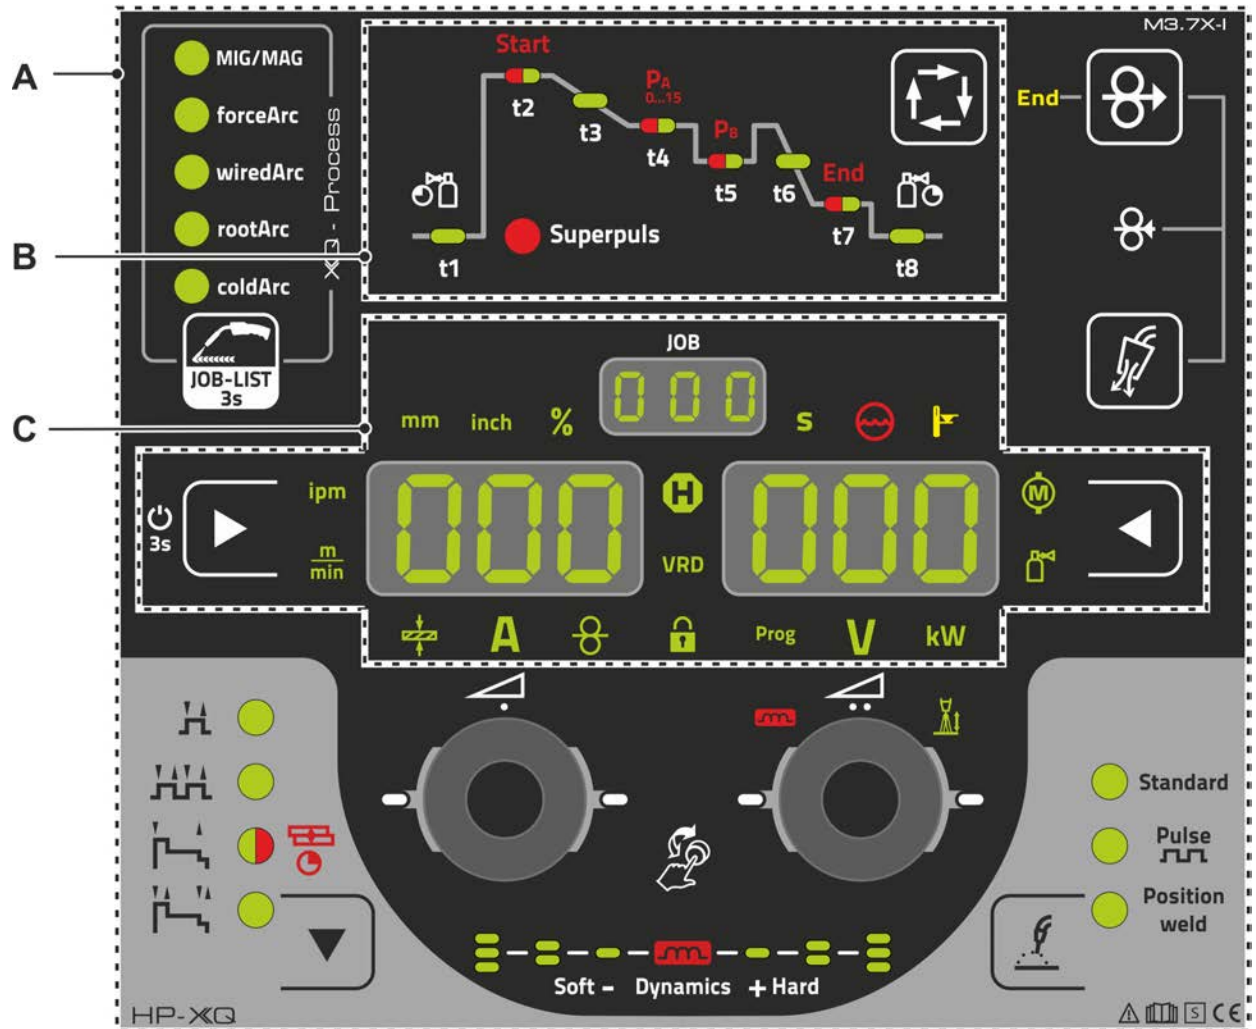 M3.7X-I
A
MIG/MAG
forceArc
wiredArc
rootArc
coldArc
XQ - Process
JOB-LIST
3s
B
Start
t2
t3
PA
0...15
t4
PB
t5
t6
End
t7
t1
Superpuls
t8
End
C
JOB
000
mm
inch
%
s
3s
ipm
m
min
000
H
VRD
000
M
A
Prog
V
kW
Standard
Pulse
Position
weld
Soft - Dynamics + Hard
HP-XQ
S CE